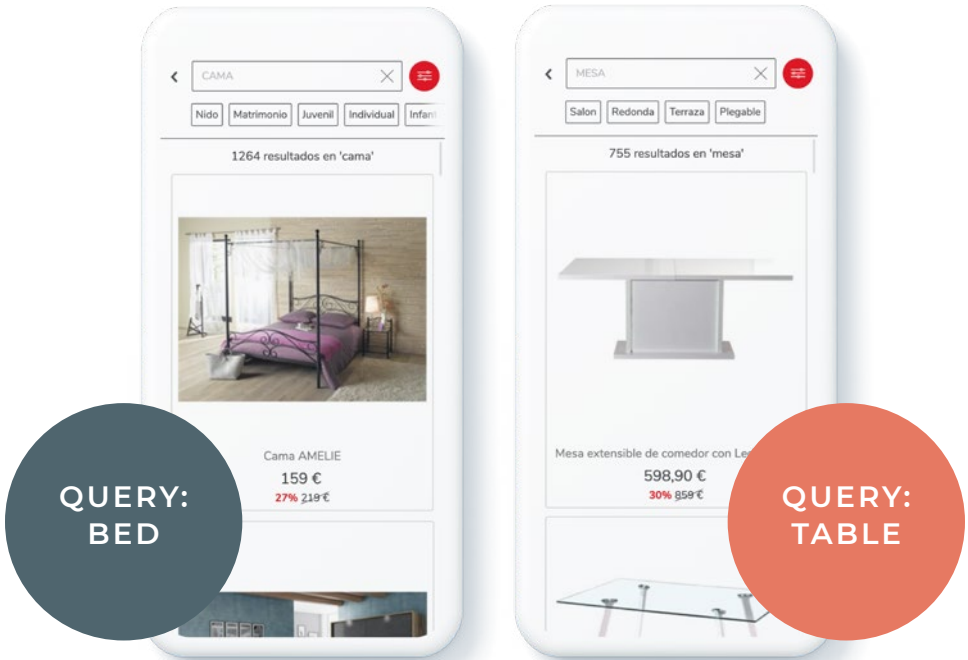 CAMA
Nido Matrimonio Juvenil Individual
1264 resultados en 'cama'
Cama AMELIE
159 €
27% 219 €
QUERY:
BED
MESA
Salon Redonda Terraza Plegable
755 resultados en 'mesa'
Mesa extensible de comedor con
598,90 €
30% 859 €
QUERY:
TABLE